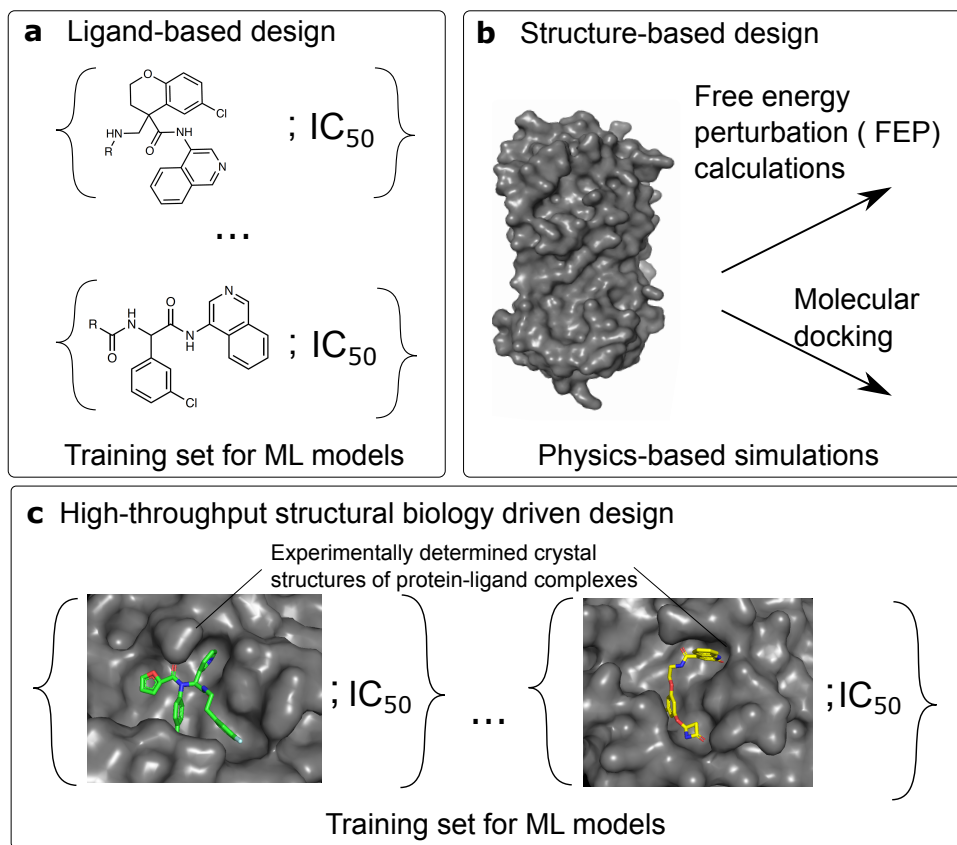 a Ligand-based design
O
Cl
HN
R
O
NH
N
; IC50
...
R
O
H
N
O
N
H
N
Cl
; IC50
Training set for ML models
b Structure-based design
Free energy
perturbation ( FEP)
calculations
Molecular
docking
Physics-based simulations
c High-throughput structural biology driven design
Experimentally determined crystal
structures of protein-ligand complexes
; IC50
...
; IC50
Training set for ML models